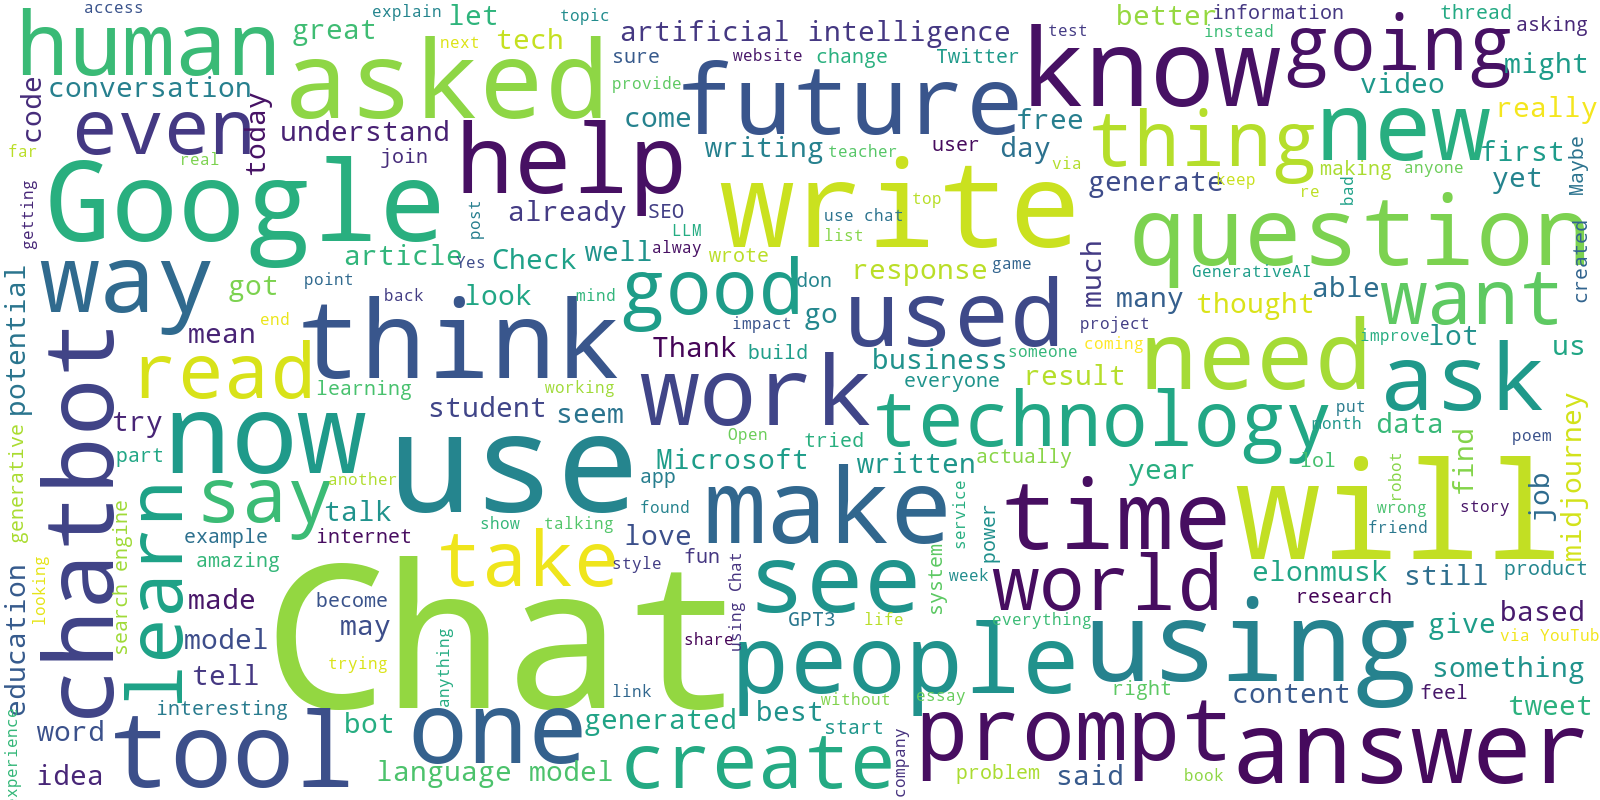 access
explain
let
topic
artificial intelligence
better
information
thread
asking
human
great
asked
next
tech
sure
website
change
Twitter
test
know
instead
going
might
conversation
provide
future
video
really
code
even
today
understand
join
help
come
writing
teacher
user
day
free
via
thing
new
first
Maybe
far
real
Google
already
SEO
write
top
use chat
list
generate
keep
re
making
bad
anyone
yet
getting
post
LLM
alway
question
created
way
got
article
Yes
Check
well
wrote
response
game
much
GenerativeAI
point
back
look
mind
good
don
go
used
many
thought
able
want
potential
end
mean
think
impact
Thank
build
business
someone
project
coming
need
improve
lot
us
chatbot
read
learning
working
work
everyone
result
ask
try
now
student
seem
technology
put
month
data
poem
midjourney
generative
part
say
another
use
Open
tried
Microsoft
written
actually
year
lol
find
robot
learn
talk
app
found
make
service
power
time
will
wrong
friend
story
job
search engine
example
internet
show
talking
love
amazing
take
style
fun
using Chat
see
system
week
world
elonmusk
still
product
looking
education
made
become
Chat
GPT3
life
everything
research
based
model
may
anything
share
people
using
give
via YouTub
tell
trying
something
interesting
link
without
essay
right
content
feel
experience
word
tool
bot
one
generated
best
start
prompt
answer
tweet
idea
language model
create
company
problem
said
book